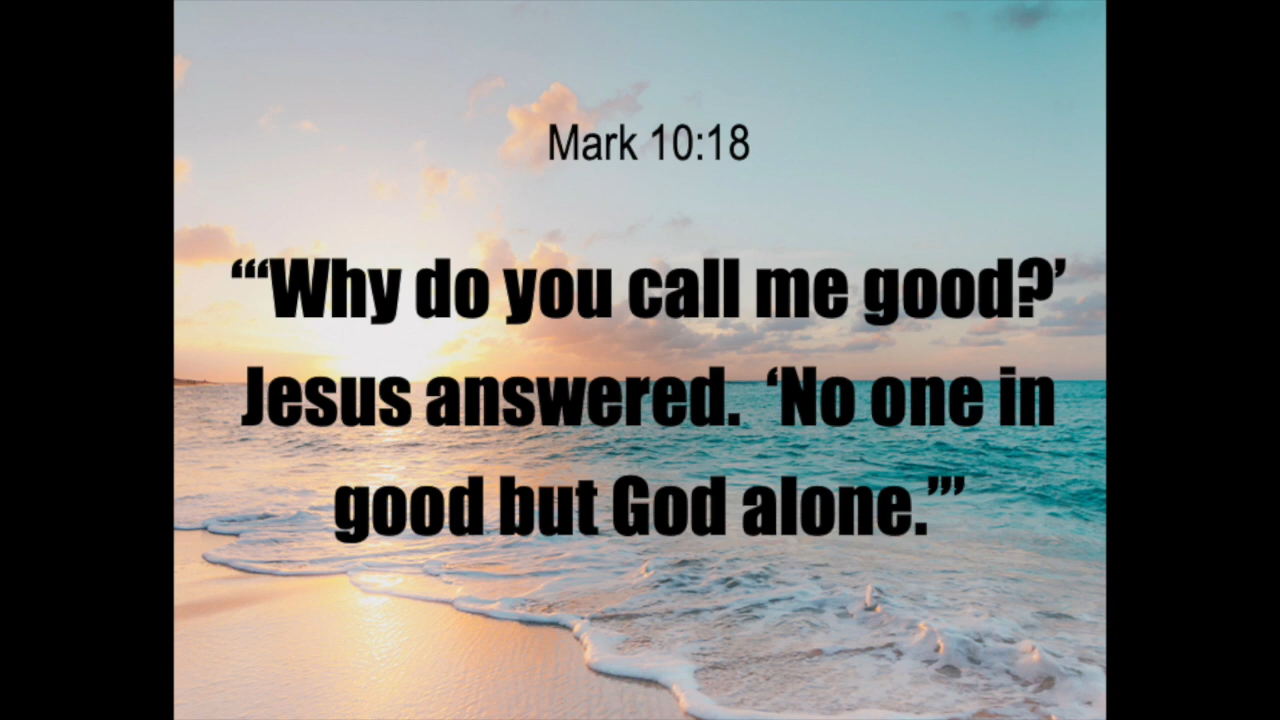 Mark 10:18
“‘Why do you call me good?’
Jesus answered. ‘No one in
good but God alone.”’